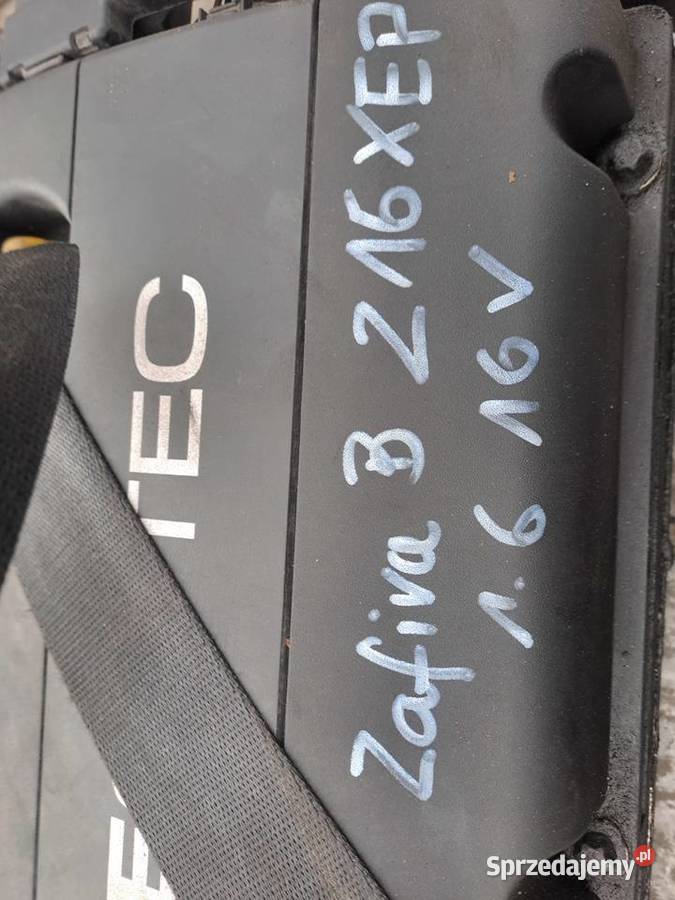 TEC
Zafira B Z16XEP
1.6 16V
Sprzedajemy.pl